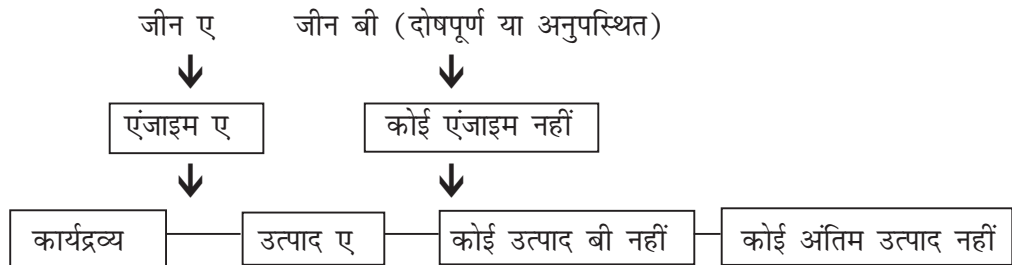 जीन ए जीन बी (दोषपूर्ण या अनुपस्थित)
एंजाइम ए कोई एंजाइम नहीं
कार्यद्रव्य उत्पाद ए कोई उत्पाद बी नहीं कोई अंतिम उत्पाद नहीं